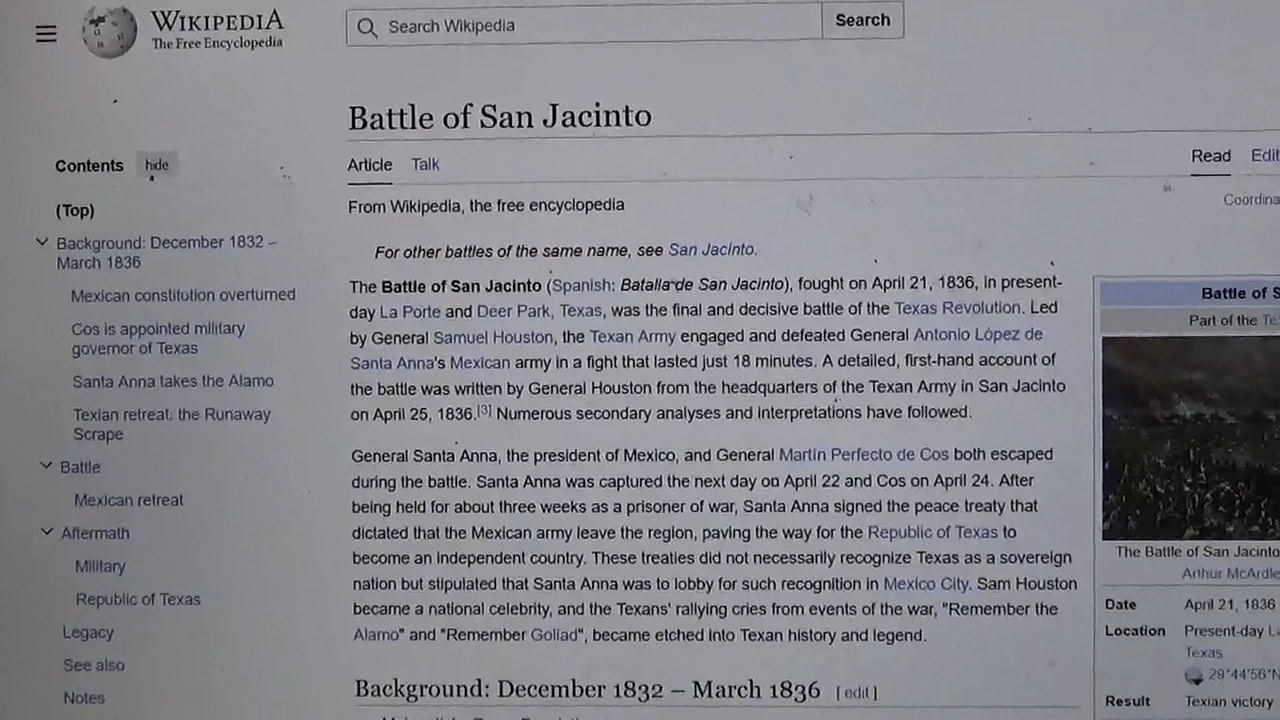 WIKIPEDIA
The Free Encyclopedia
Search Wikipedia
Search
Battle of San Jacinto
Contents hide
Article Talk
Read Edit
(Top)
From Wikipedia, the free encyclopedia
Background: December 1832 –
March 1836
Mexican constitution overturned
Cos is appointed military
governor of Texas
Santa Anna takes the Alamo
Texian retreat: the Runaway
Scrape
Battle
Mexican retreat
Aftermath
Military
Republic of Texas
Legacy
See also
Notes
For other battles of the same name, see San Jacinto.
The Battle of San Jacinto (Spanish: Batalla de San Jacinto), fought on April 21, 1836, in present-
day La Porte and Deer Park, Texas, was the final and decisive battle of the Texas Revolution. Led
by General Samuel Houston, the Texan Army engaged and defeated General Antonio López de
Santa Anna's Mexican army in a fight that lasted just 18 minutes. A detailed, first-hand account of
the battle was written by General Houston from the headquarters of the Texan Army in San Jacinto
on April 25, 1836.[3] Numerous secondary analyses and interpretations have followed.
General Santa Anna, the president of Mexico, and General Martín Perfecto de Cos both escaped
during the battle. Santa Anna was captured the next day on April 22 and Cos on April 24. After
being held for about three weeks as a prisoner of war, Santa Anna signed the peace treaty that
dictated that the Mexican army leave the region, paving the way for the Republic of Texas to
become an independent country. These treaties did not necessarily recognize Texas as a sovereign
nation but stipulated that Santa Anna was to lobby for such recognition in Mexico City. Sam Houston
became a national celebrity, and the Texans' rallying cries from events of the war, "Remember the
Alamo" and "Remember Goliad", became etched into Texan history and legend.
Background: December 1832 – March 1836 [ edit ]
Coordina
Battle of S
Part of the Te
The Battle of San Jacinto
Arthur McArdle
Date April 21, 1836
Location Present-day La
Texas
29°44′56″N
Result Texian victory